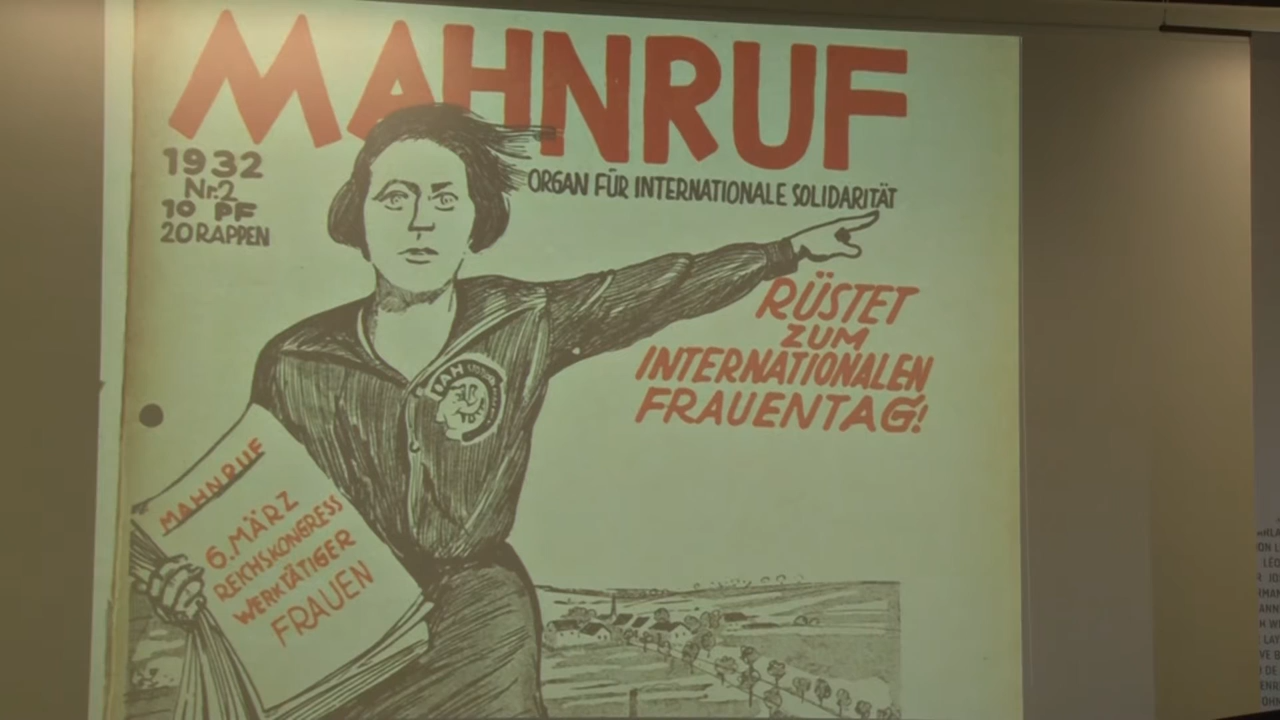 MAHNRUF
1932
Nr.2
10 PF
20 RAPPEN
ORGAN FÜR INTERNATIONALE SOLIDARITÄT
RÜSTET
ZUM
INTERNATIONALEN
FRAUENTAG!
IAH
MAHNRUF
6. MÄRZ
REICHSKONGRESS
WERKTÄTIGER
FRAUEN